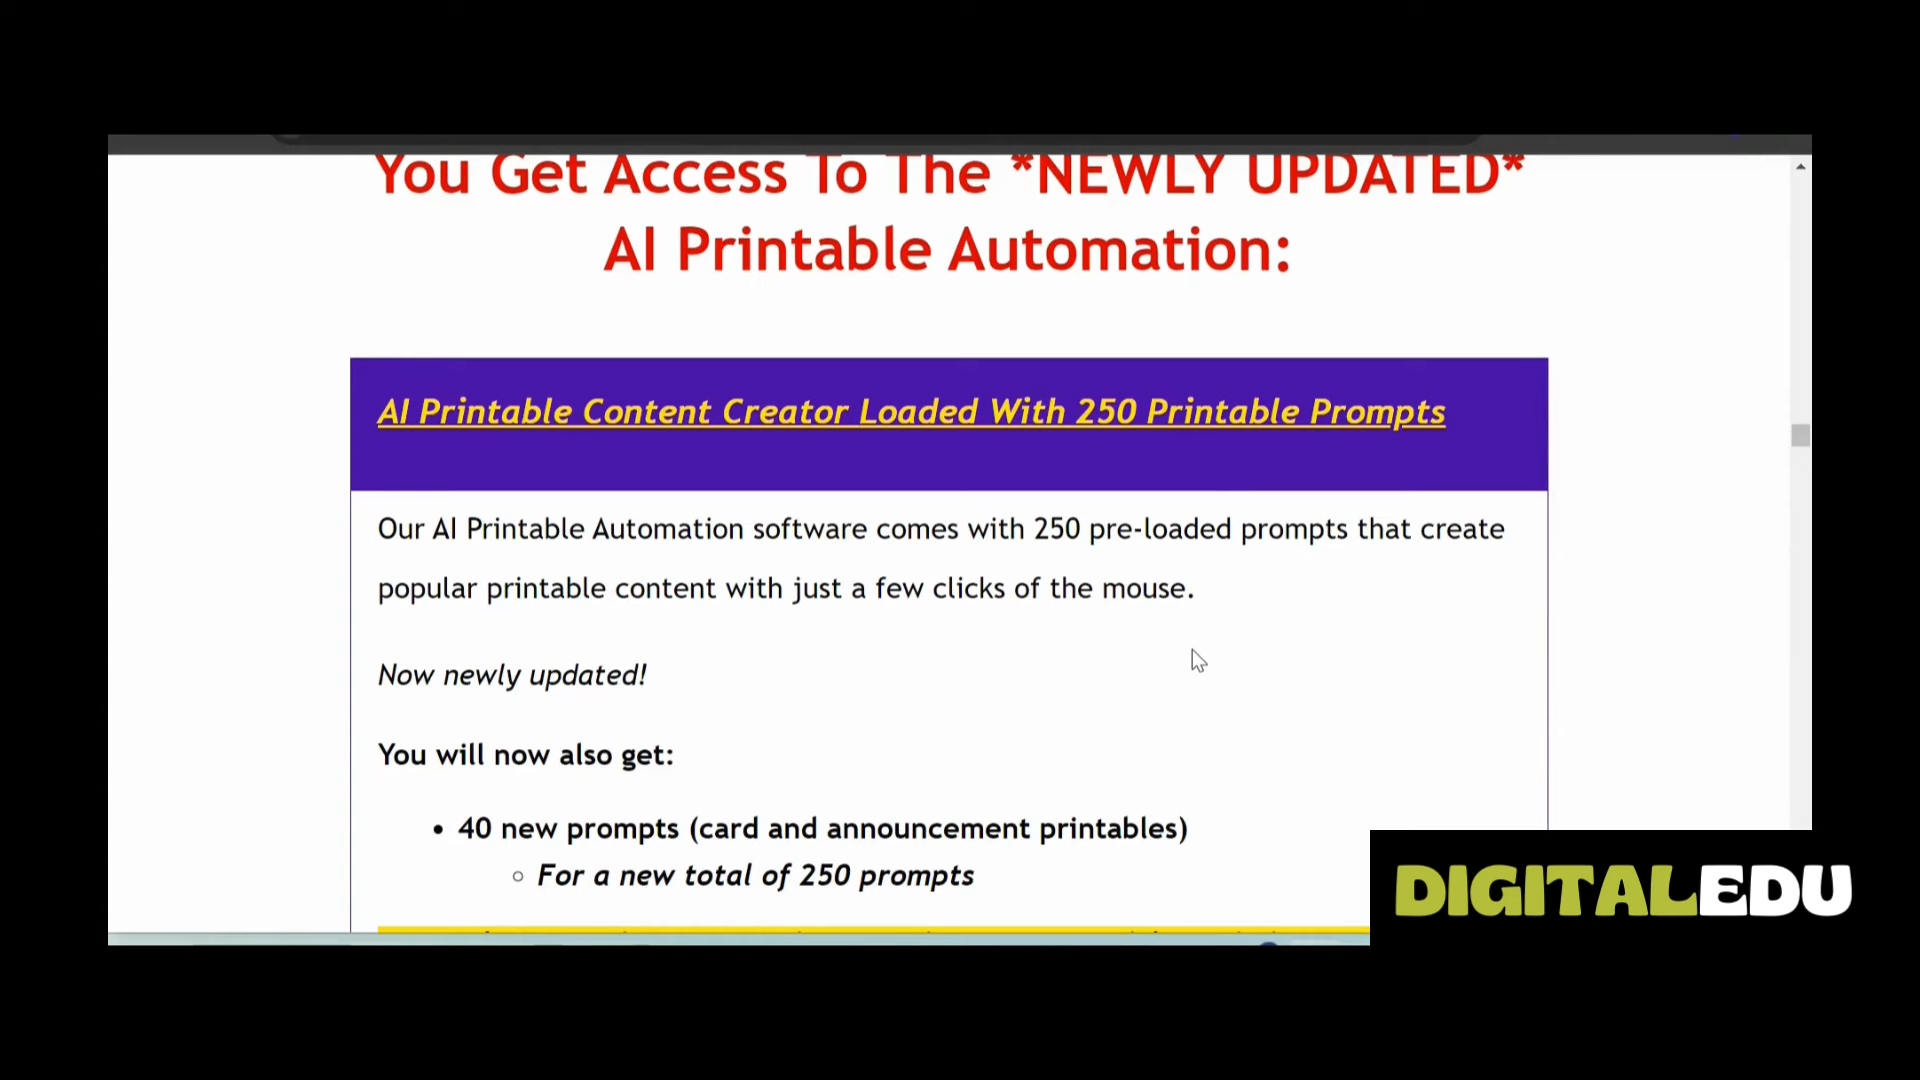 You Get Access To The *NEWLY UPDATED*
AI Printable Automation:
AI Printable Content Creator Loaded With 250 Printable Prompts
Our AI Printable Automation software comes with 250 pre-loaded prompts that create
popular printable content with just a few clicks of the mouse.
Now newly updated!
You will now also get:
• 40 new prompts (card and announcement printables)
○ For a new total of 250 prompts
DIGITALEDU